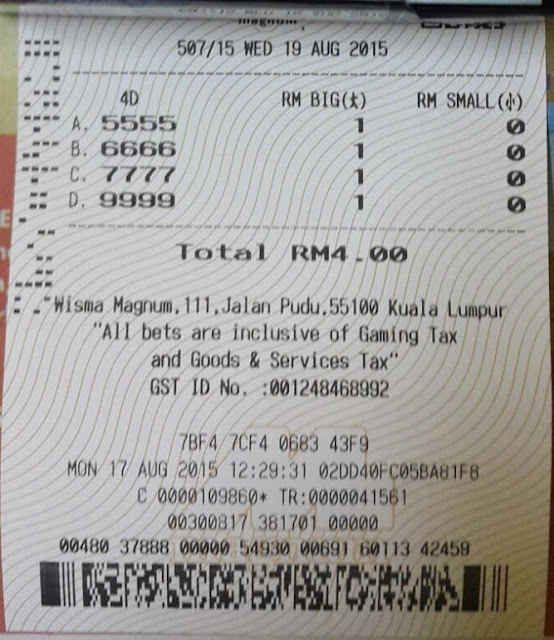 magnum
507/15 WED 19 AUG 2015
4D RM BIG(大) RM SMALL(小)
A. 5555 1 0
B. 6666 1 0
C. 7777 1 0
D. 9999 1 0
Total RM4.00
Wisma Magnum,111,Jalan Pudu,55100 Kuala Lumpur
"All bets are inclusive of Gaming Tax
and Goods & Services Tax"
GST ID No. :001248468992
7BF4 7CF4 0683 43F9
MON 17 AUG 2015 12:29:31 02DD40FC05BA81F8
C 0000109860* TR:0000041561
00300817 381701 00000
00480 37888 00000 54930 00691 60113 42459